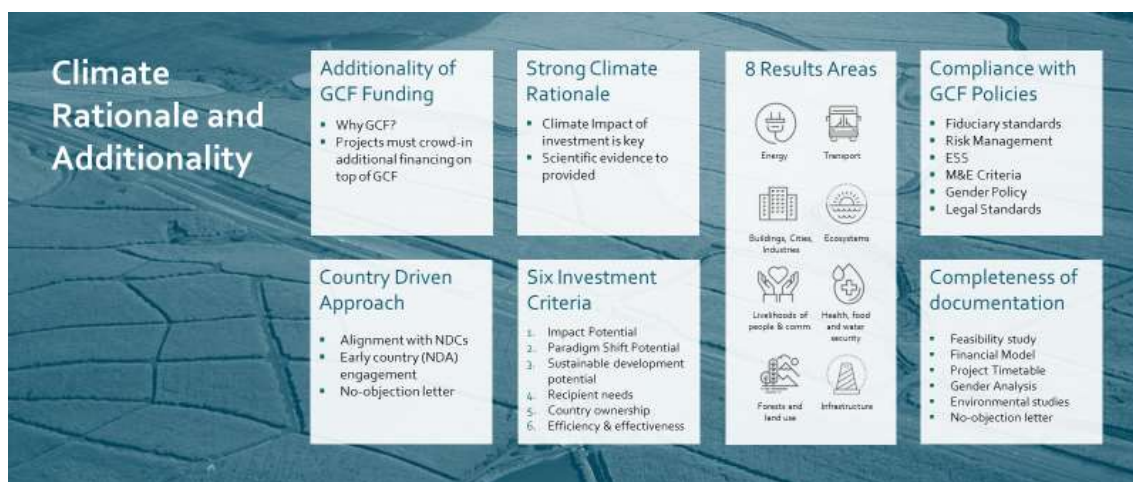 Climate
Rationale and
Additionality
Additionality of
GCF Funding
• Why GCF?
• Projects must crowd-in
additional financing on
top of GCF
Strong Climate
Rationale
• Climate Impact of
investment is key
• Scientific evidence to
provided
8 Results Areas
Energy
Transport
Buildings, Cities,
Industries
Ecosystems
Livelihoods of
people & comm
Health, food
and water
security
Forests and
land use
Infrastructure
Compliance with
GCF Policies
• Fiduciary standards
• Risk Management
• ESS
• M&E Criteria
• Gender Policy
• Legal Standards
Country Driven
Approach
• Alignment with NDCs
• Early country (NDA)
engagement
• No-objection letter
Six Investment
Criteria
1. Impact Potential
2. Paradigm Shift Potential
3. Sustainable development
potential
4. Recipient needs
5. Country ownership
6. Efficiency & effectiveness
Completeness of
documentation
• Feasibility study
• Financial Model
• Project Timetable
• Gender Analysis
• Environmental studies
• No-objection letter